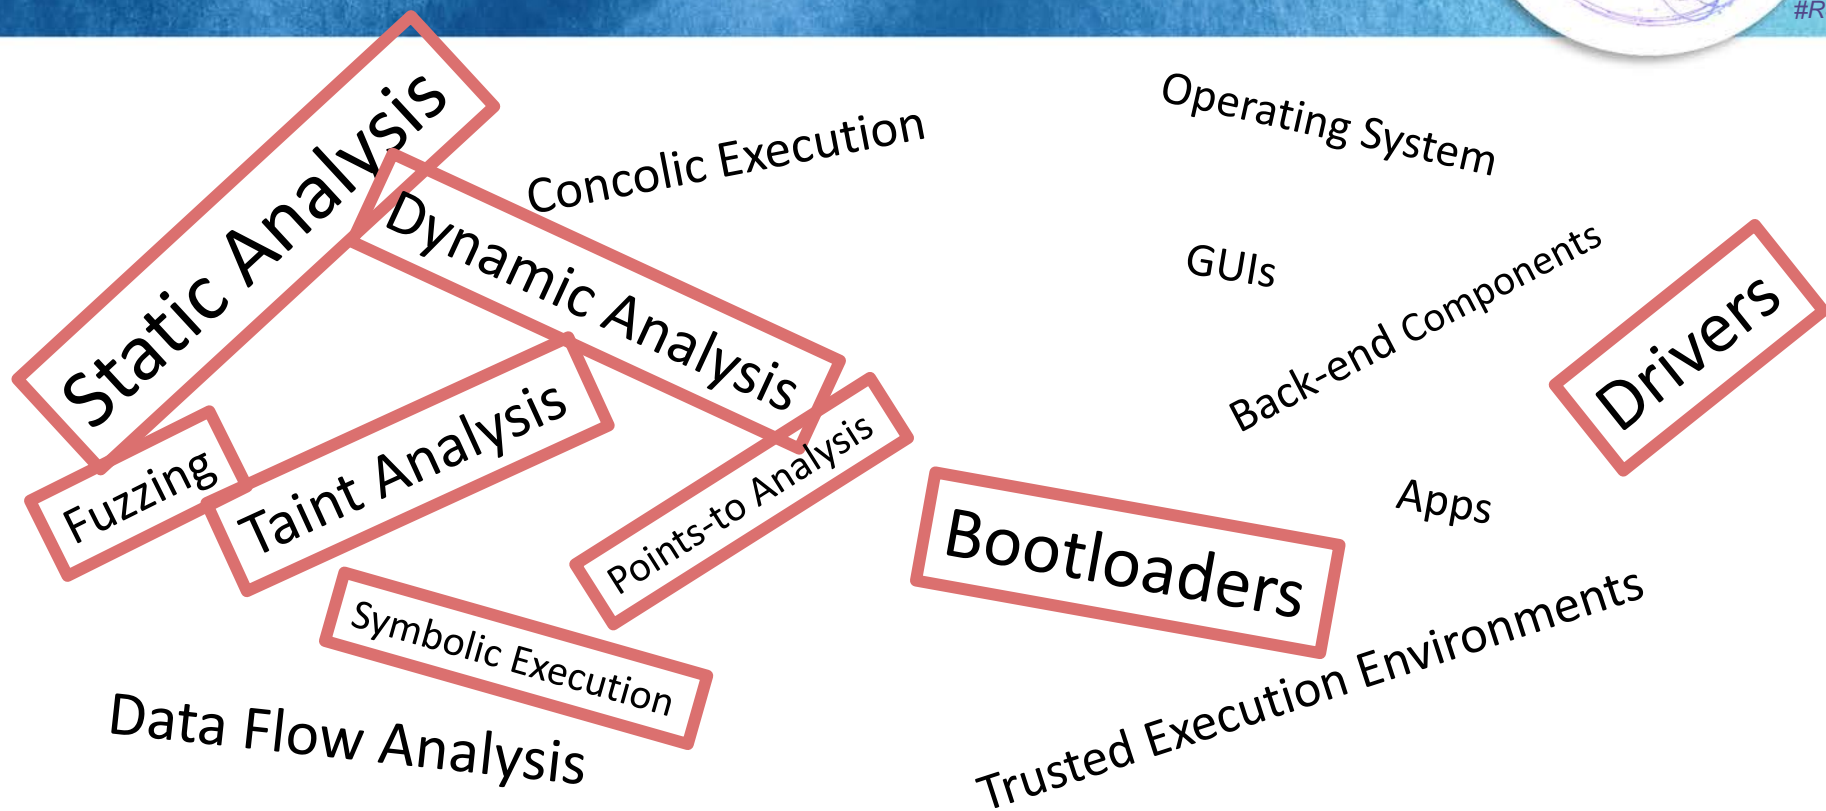 #R
Static Analysis
Concolic Execution
Operating System
Dynamic Analysis
GUIs
Back-end Components
Drivers
Fuzzing
Taint Analysis
Points-to Analysis
Bootloaders
Apps
Symbolic Execution
Data Flow Analysis
Trusted Execution Environments